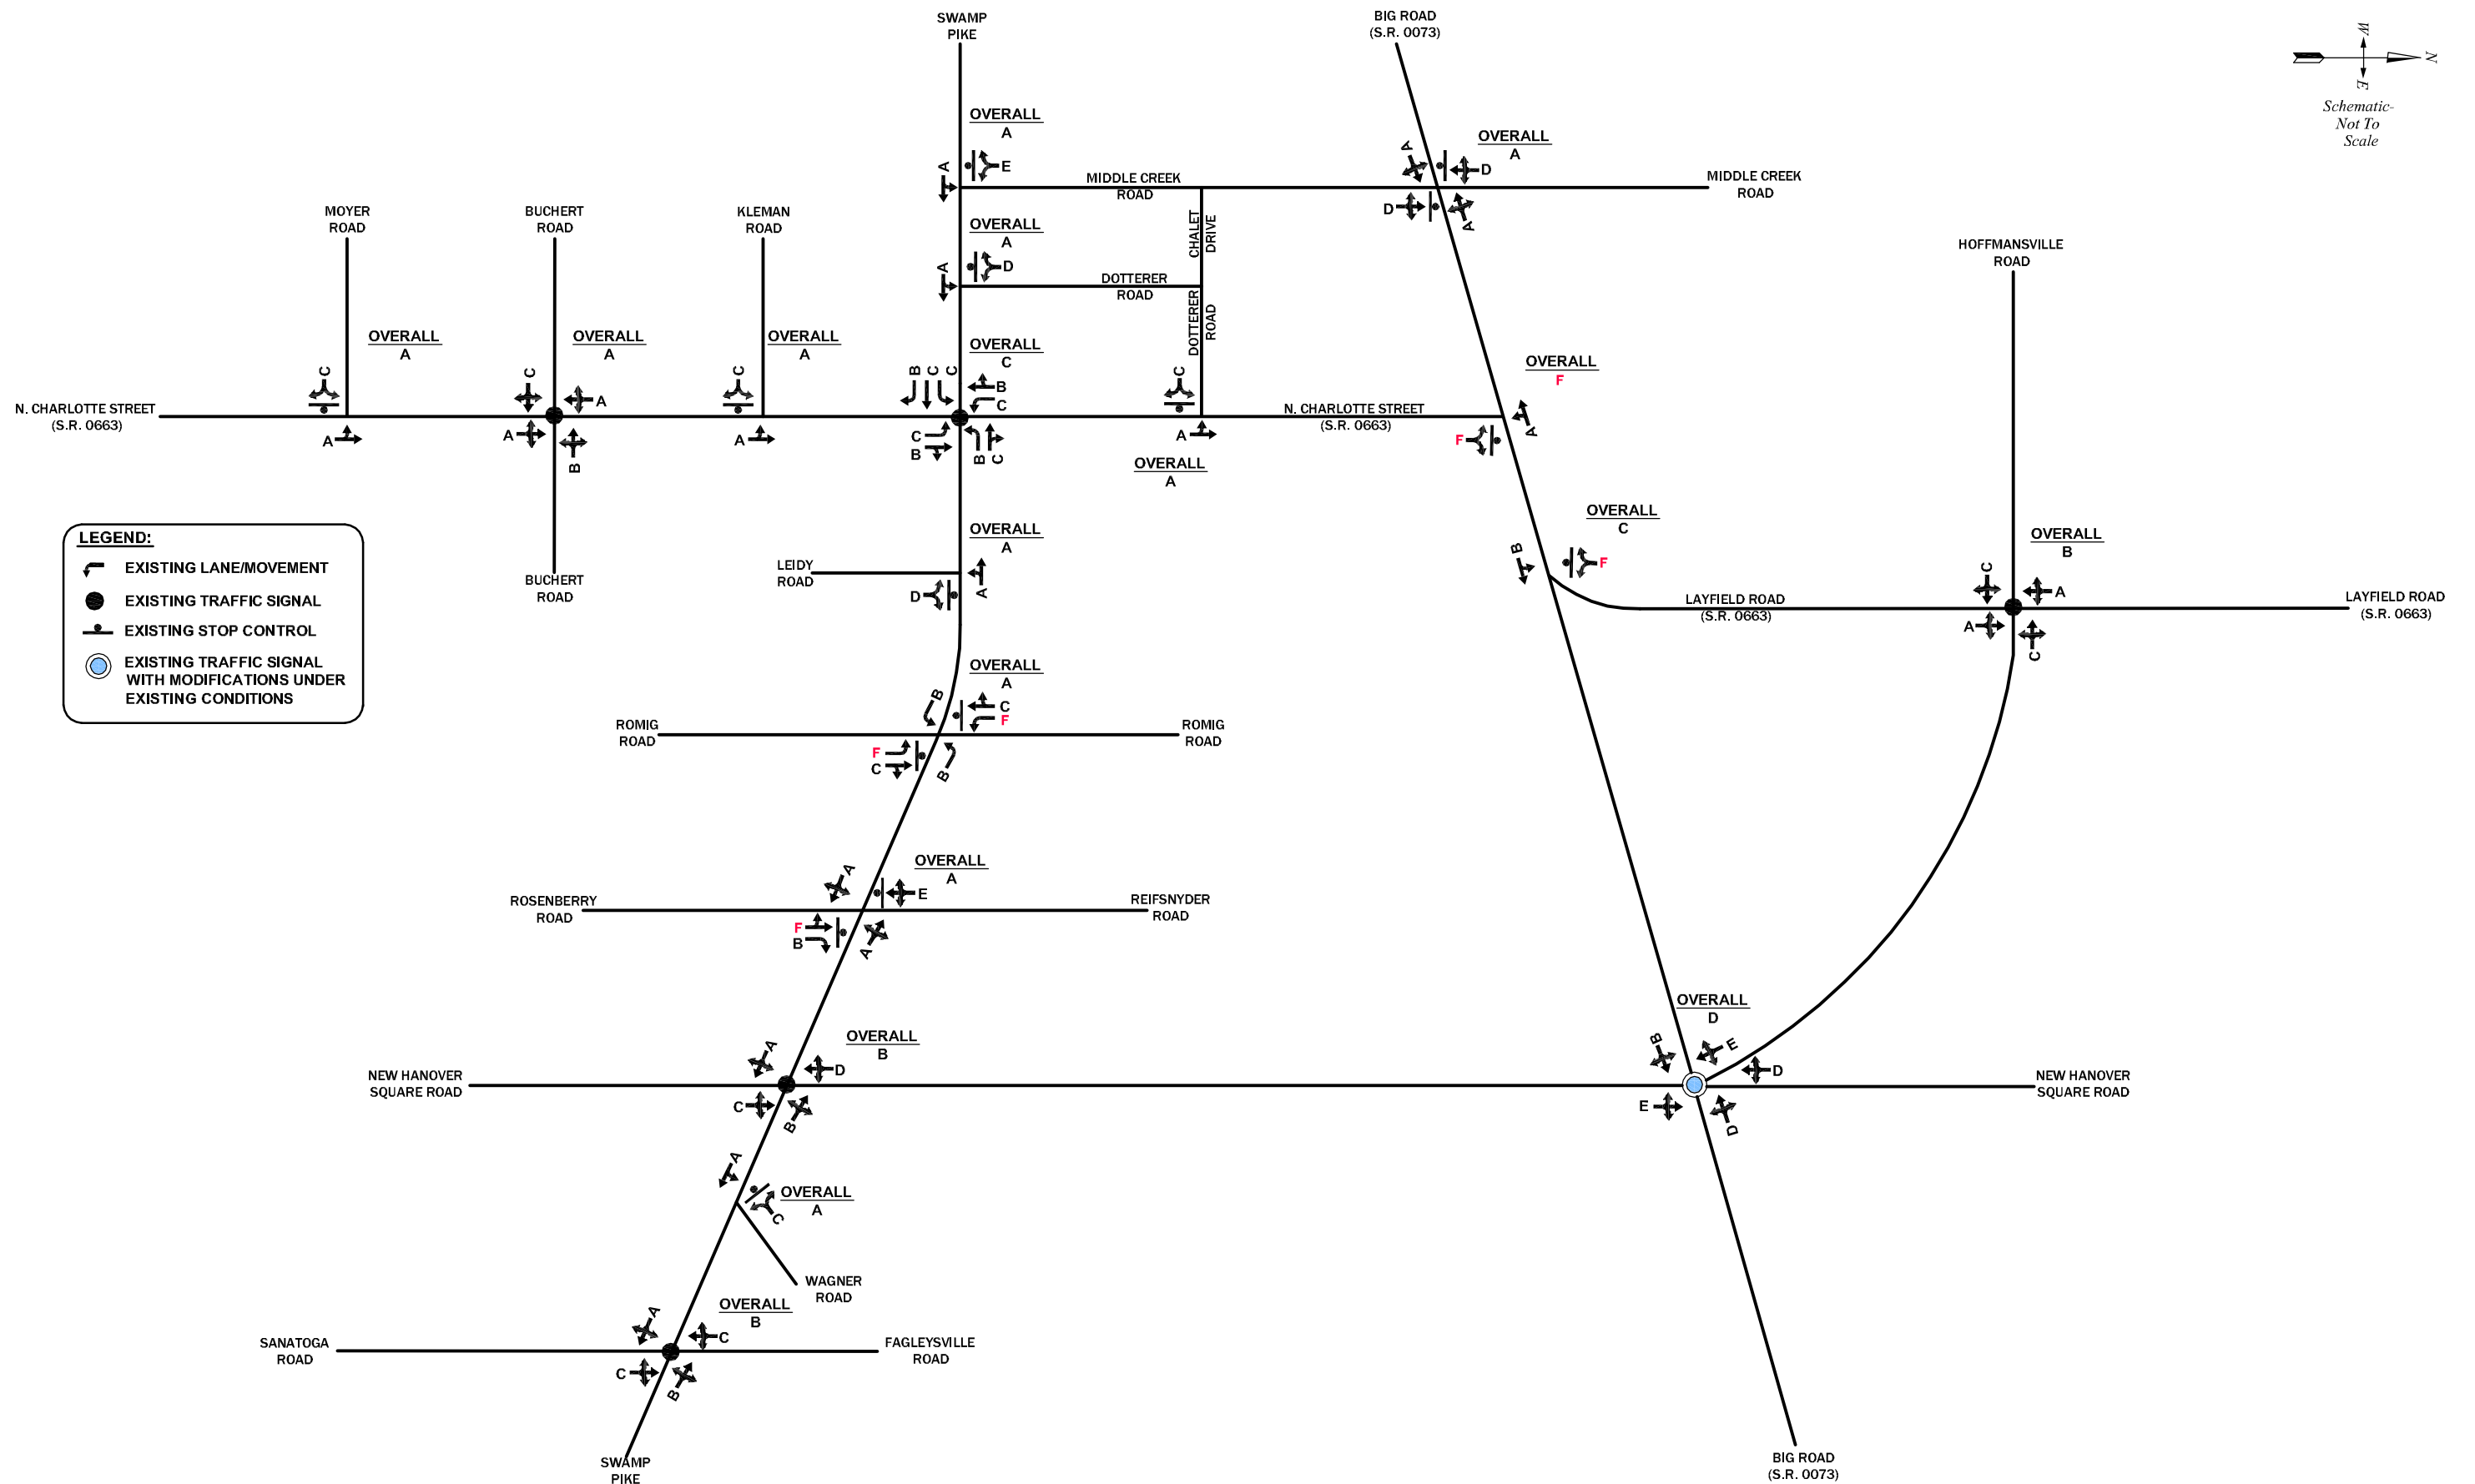 SWAMP
PIKE
BIG ROAD
(S.R. 0073)
W
N
E
Schematic-
Not To
Scale
OVERALL
A
A
E
MIDDLE CREEK
ROAD
A
D
OVERALL
A
D
A
MIDDLE CREEK
ROAD
OVERALL
A
A
D
DOTTERER
ROAD
CHALET
DRIVE
DOTTERER
ROAD
HOFFMANSVILLE
ROAD
MOYER
ROAD
BUCHERT
ROAD
KLEMAN
ROAD
N. CHARLOTTE STREET
(S.R. 0663)
C
OVERALL
A
A
C
OVERALL
A
A
A
B
C
OVERALL
A
A
OVERALL
C
B
C
C
B
C
C
B
B
C
C
A
OVERALL
A
N. CHARLOTTE STREET
(S.R. 0663)
OVERALL
F
A
F
LEGEND:
EXISTING LANE/MOVEMENT
EXISTING TRAFFIC SIGNAL
EXISTING STOP CONTROL
EXISTING TRAFFIC SIGNAL
WITH MODIFICATIONS UNDER
EXISTING CONDITIONS
BUCHERT
ROAD
LEIDY
ROAD
OVERALL
A
D
A
OVERALL
C
B
F
LAYFIELD ROAD
(S.R. 0663)
OVERALL
B
C
A
A
C
LAYFIELD ROAD
(S.R. 0663)
OVERALL
A
B
C
F
ROMIG
ROAD
F
C
B
ROMIG
ROAD
OVERALL
A
A
E
ROSENBERRY
ROAD
F
B
A
REIFSNYDER
ROAD
OVERALL
B
A
D
NEW HANOVER
SQUARE ROAD
C
B
OVERALL
D
B
E
D
E
D
NEW HANOVER
SQUARE ROAD
A
OVERALL
A
C
WAGNER
ROAD
OVERALL
B
A
C
SANATOGA
ROAD
C
B
FAGLEYSVILLE
ROAD
SWAMP
PIKE
BIG ROAD
(S.R. 0073)